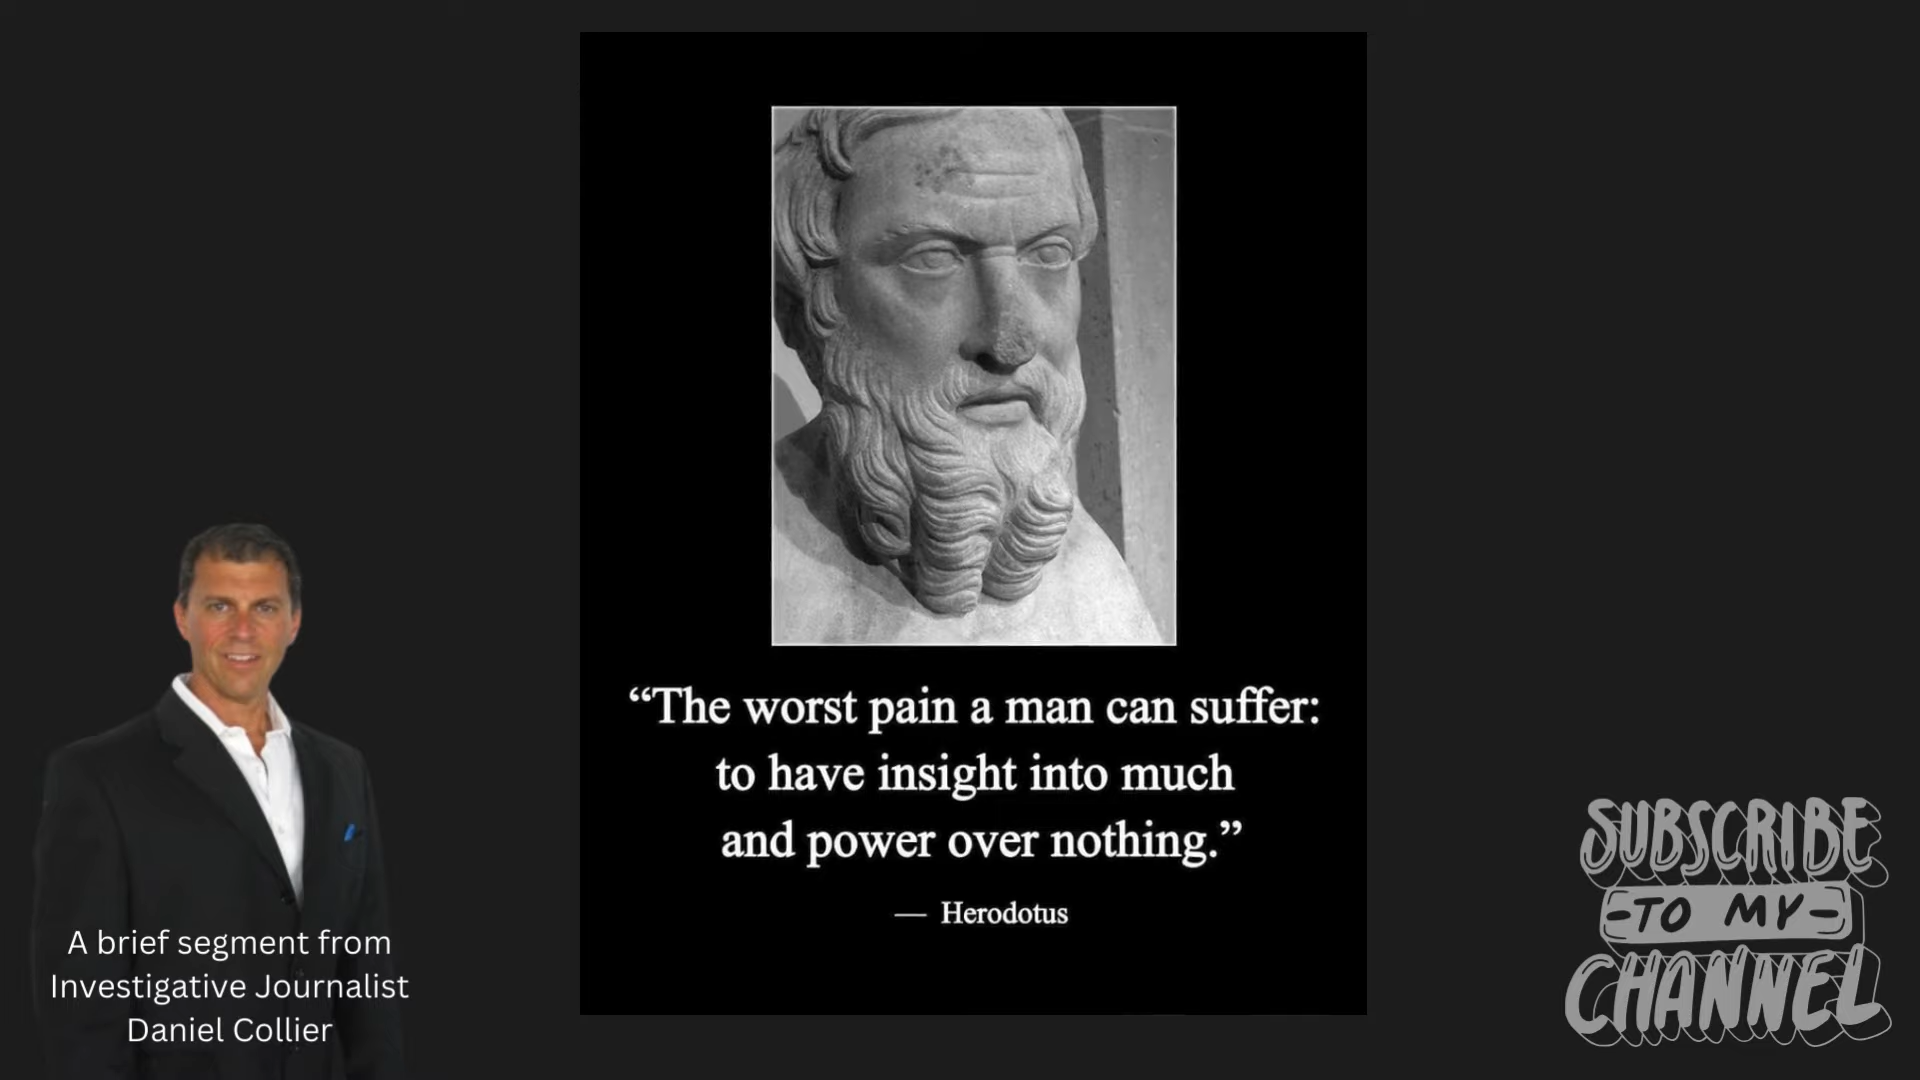 “The worst pain a man can suffer:
to have insight into much
and power over nothing.”
— Herodotus
A brief segment from
Investigative Journalist
Daniel Collier
SUBSCRIBE
-TO MY-
CHANNEL